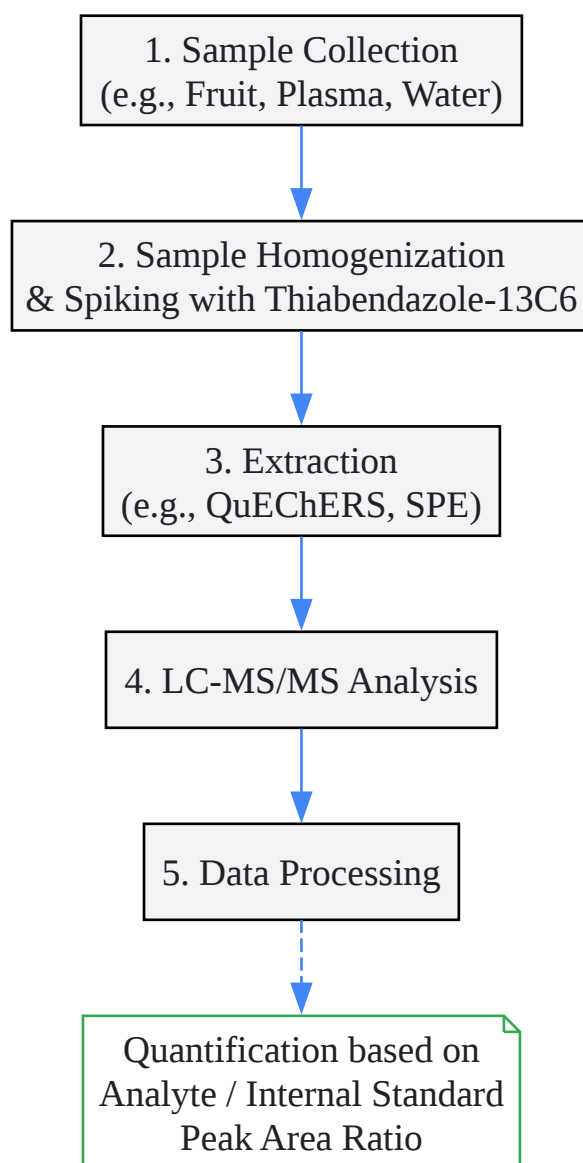 1. Sample Collection
(e.g., Fruit, Plasma, Water)
2. Sample Homogenization
& Spiking with Thiabendazole-13C6
3. Extraction
(e.g., QuEChERS, SPE)
4. LC-MS/MS Analysis
5. Data Processing
Quantification based on
Analyte / Internal Standard
Peak Area Ratio